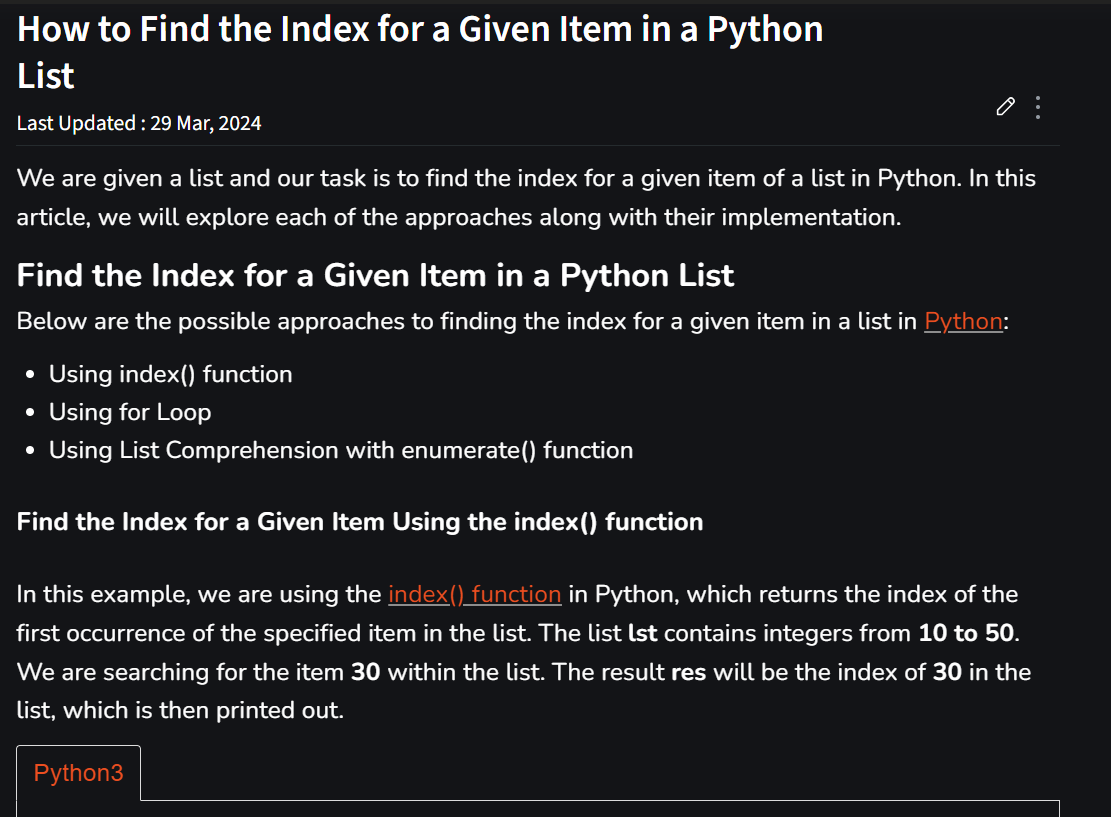 How to Find the Index for a Given Item in a Python
List
Last Updated : 29 Mar, 2024
We are given a list and our task is to find the index for a given item of a list in Python. In this
article, we will explore each of the approaches along with their implementation.
Find the Index for a Given Item in a Python List
Below are the possible approaches to finding the index for a given item in a list in Python:
• Using index() function
• Using for Loop
• Using List Comprehension with enumerate() function
Find the Index for a Given Item Using the index() function
In this example, we are using the index() function in Python, which returns the index of the
first occurrence of the specified item in the list. The list lst contains integers from 10 to 50.
We are searching for the item 30 within the list. The result res will be the index of 30 in the
list, which is then printed out.
Python3